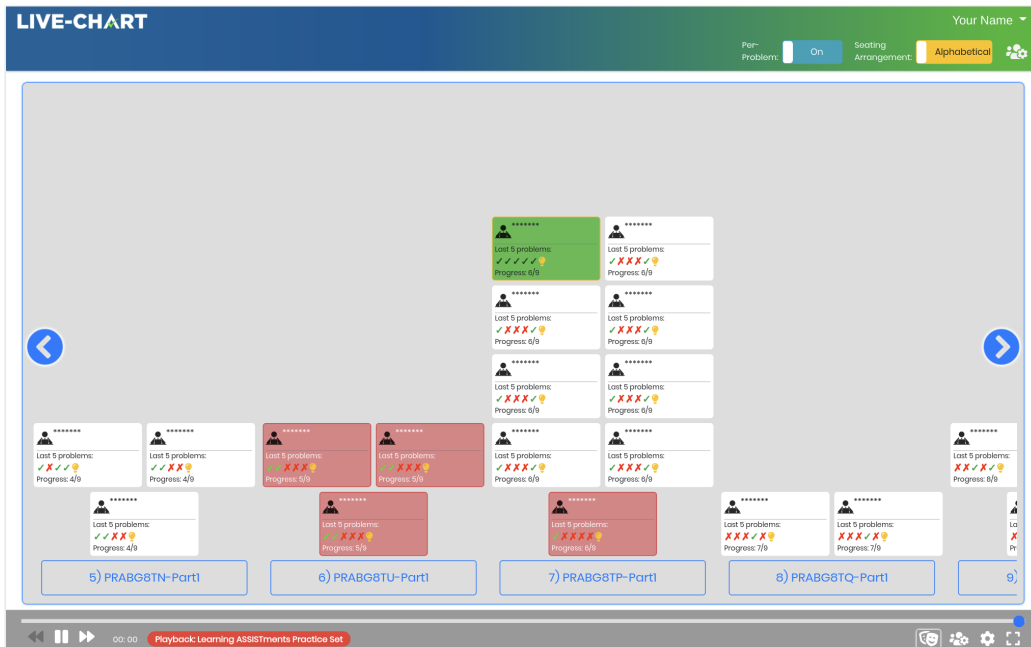 LIVE-CHART
Your Name
Per-Problem: On
Seating Arrangement: Alphabetical
*******
Last 5 problems:
✓✓✓✓✓
Progress: 6/9
*******
Last 5 problems:
✓✗✗✗✓
Progress: 6/9
*******
Last 5 problems:
✓✗✗✗✓
Progress: 6/9
*******
Last 5 problems:
✓✗✗✗✓
Progress: 6/9
*******
Last 5 problems:
✓✗✗✗✓
Progress: 6/9
*******
Last 5 problems:
✓✗✗✗✓
Progress: 6/9
*******
Last 5 problems:
✓✗✓✓
Progress: 4/9
*******
Last 5 problems:
✓✓✗✗
Progress: 4/9
*******
Last 5 problems:
✓✓✗✗✗
Progress: 5/9
*******
Last 5 problems:
✓✓✗✗✗
Progress: 5/9
*******
Last 5 problems:
✓✗✗✗✓
Progress: 6/9
*******
Last 5 problems:
✓✗✗✗✓
Progress: 6/9
*******
Last 5 problems:
✗✗✓✗✓
Progress: 8/9
*******
Last 5 problems:
✓✓✗✗
Progress: 4/9
*******
Last 5 problems:
✓✓✗✗✗
Progress: 5/9
*******
Last 5 problems:
✓✗✗✗✗
Progress: 6/9
*******
Last 5 problems:
✗✗✗✓✗
Progress: 7/9
*******
Last 5 problems:
✗✗✗✓✗
Progress: 7/9
5) PRABG8TN-Part1
6) PRABG8TU-Part1
7) PRABG8TP-Part1
8) PRABG8TQ-Part1
9)
00:00
Playback: Learning ASSISTments Practice Set